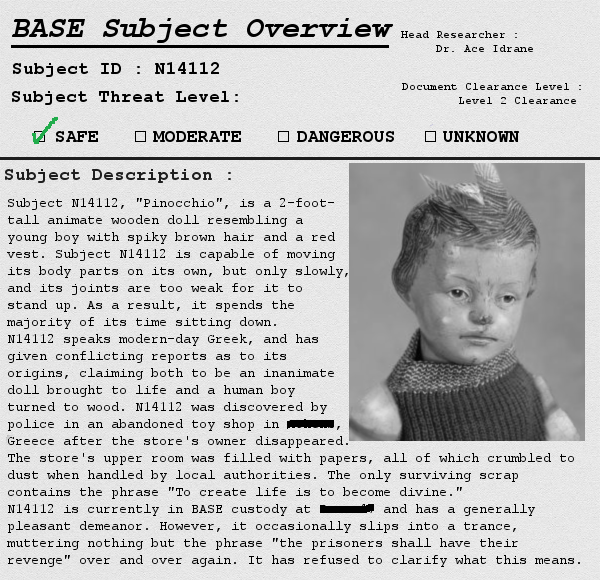 BASE Subject Overview
Head Researcher :
Dr. Ace Idrane
Subject ID : N14112
Subject Threat Level:
Document Clearance Level :
Level 2 Clearance
SAFE MODERATE DANGEROUS UNKNOWN
Subject Description :
Subject N14112, "Pinocchio", is a 2-foot-
tall animate wooden doll resembling a
young boy with spiky brown hair and a red
vest. Subject N14112 is capable of moving
its body parts on its own, but only slowly,
and its joints are too weak for it to
stand up. As a result, it spends the
majority of its time sitting down.
N14112 speaks modern-day Greek, and has
given conflicting reports as to its
origins, claiming both to be an inanimate
doll brought to life and a human boy
turned to wood. N14112 was discovered by
police in an abandoned toy shop in ,
Greece after the store's owner disappeared.
The store's upper room was filled with papers, all of which crumbled to
dust when handled by local authorities. The only surviving scrap
contains the phrase "To create life is to become divine."
N14112 is currently in BASE custody at and has a generally
pleasant demeanor. However, it occasionally slips into a trance,
muttering nothing but the phrase "the prisoners shall have their
revenge" over and over again. It has refused to clarify what this means.